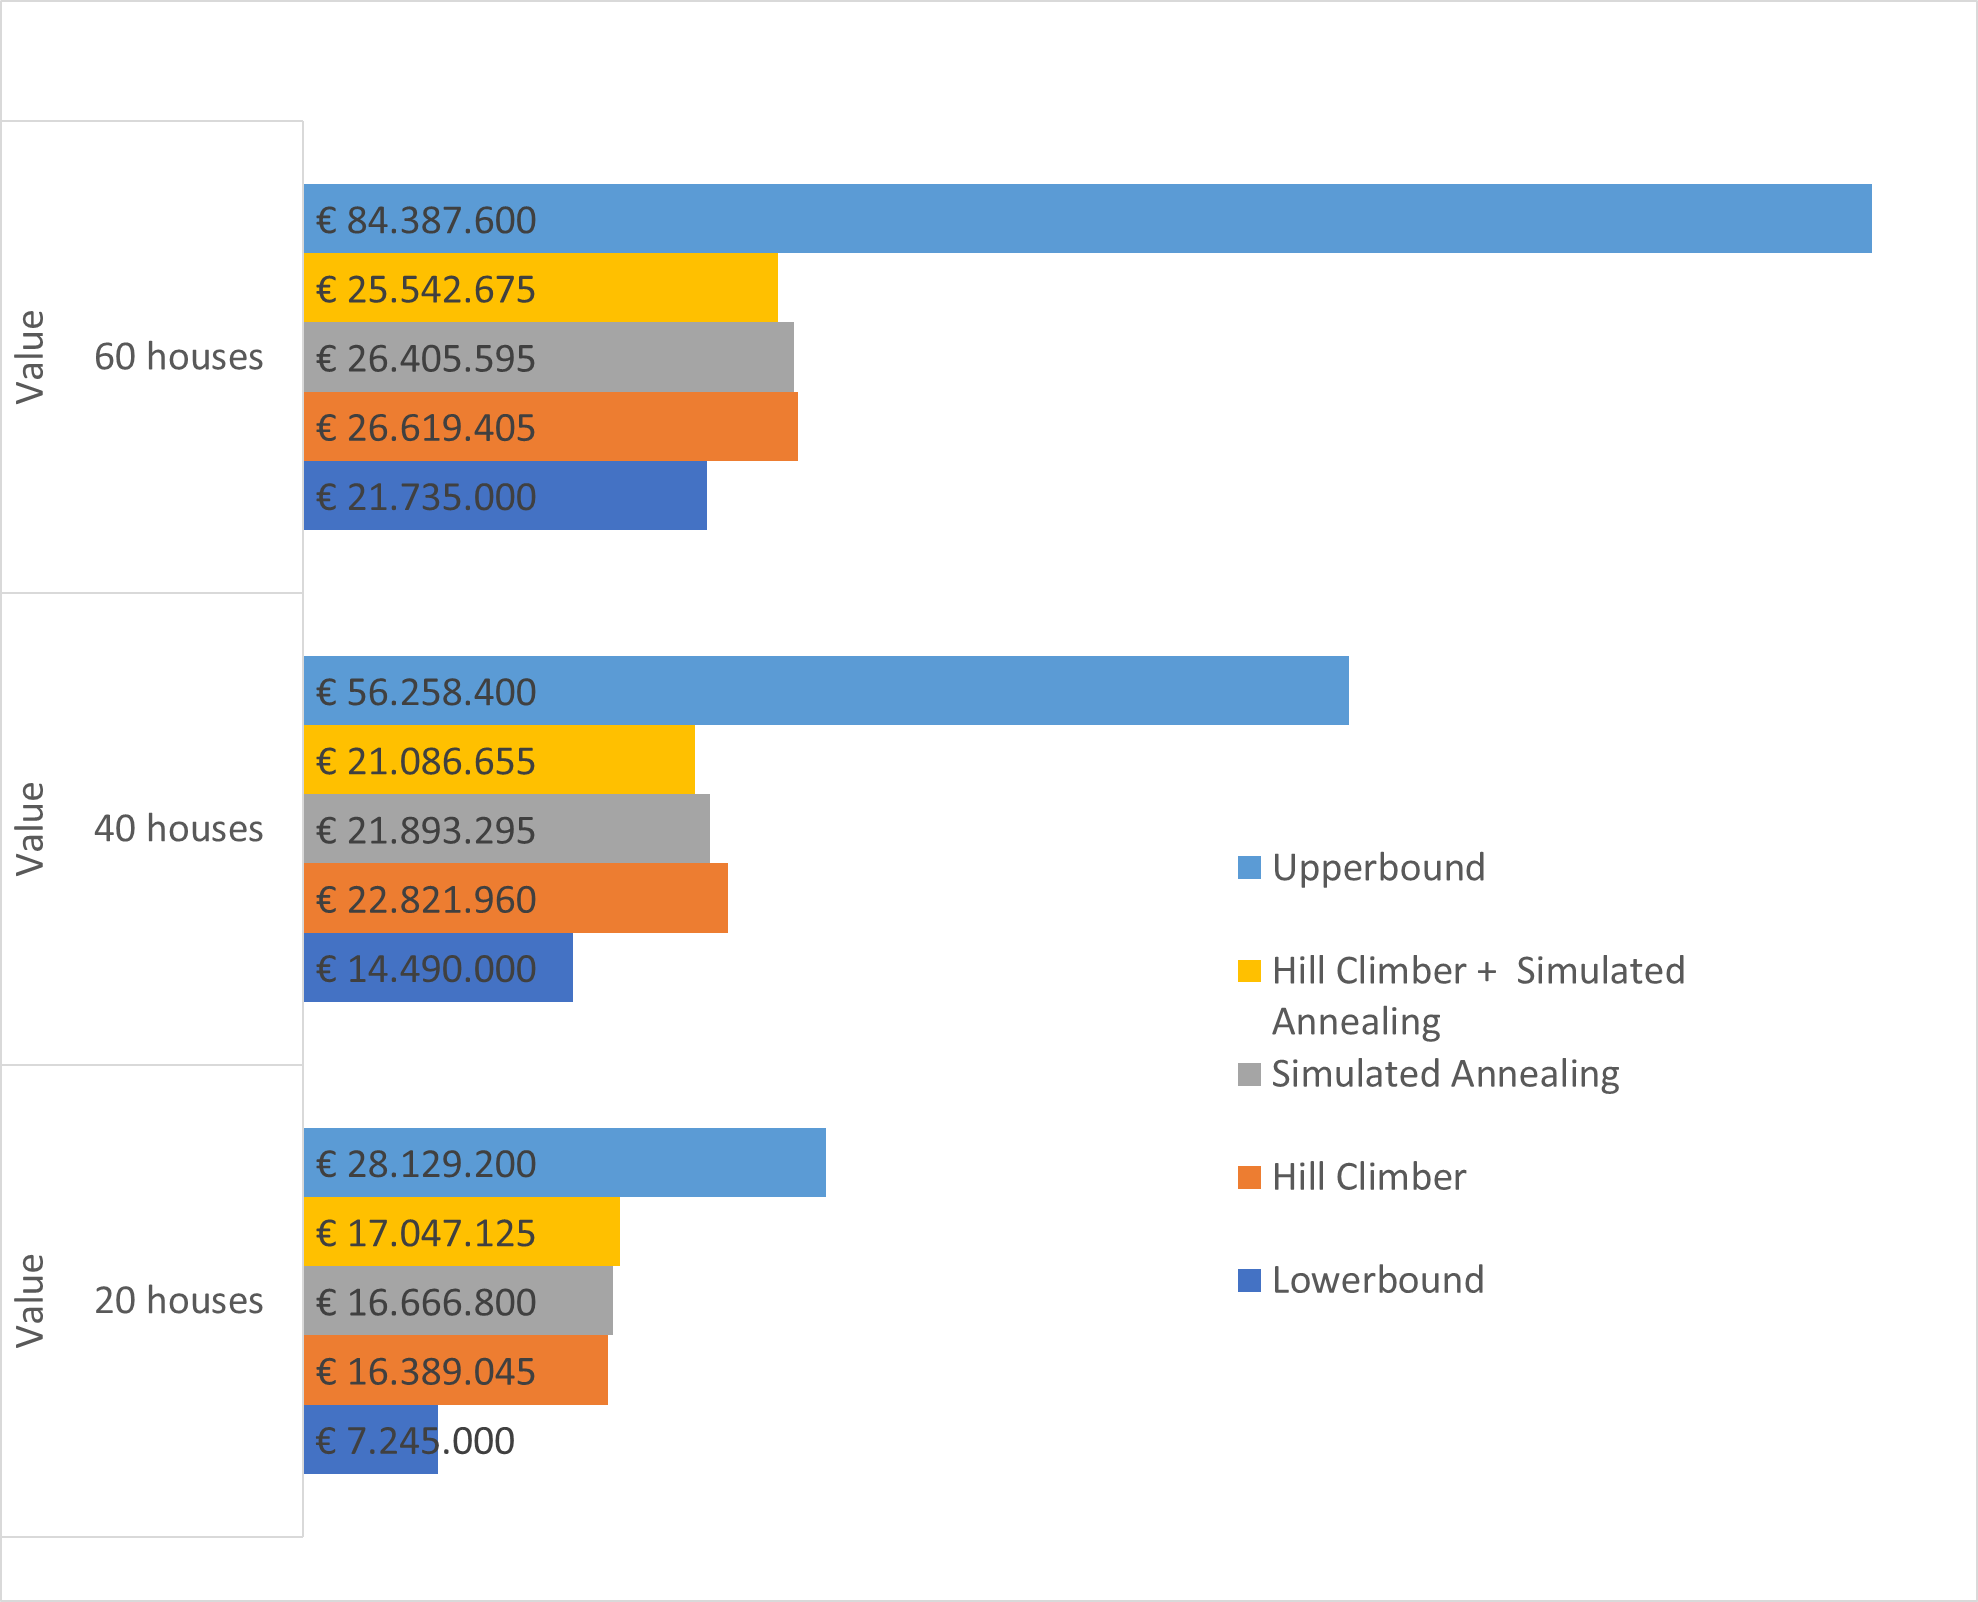 Value
60 houses
€ 84.387.600
€ 25.542.675
€ 26.405.595
€ 26.619.405
€ 21.735.000
Value
40 houses
€ 56.258.400
€ 21.086.655
€ 21.893.295
€ 22.821.960
€ 14.490.000
Value
20 houses
€ 28.129.200
€ 17.047.125
€ 16.666.800
€ 16.389.045
€ 7.245.000
Upperbound
Hill Climber +  Simulated
Annealing
Simulated Annealing
Hill Climber
Lowerbound